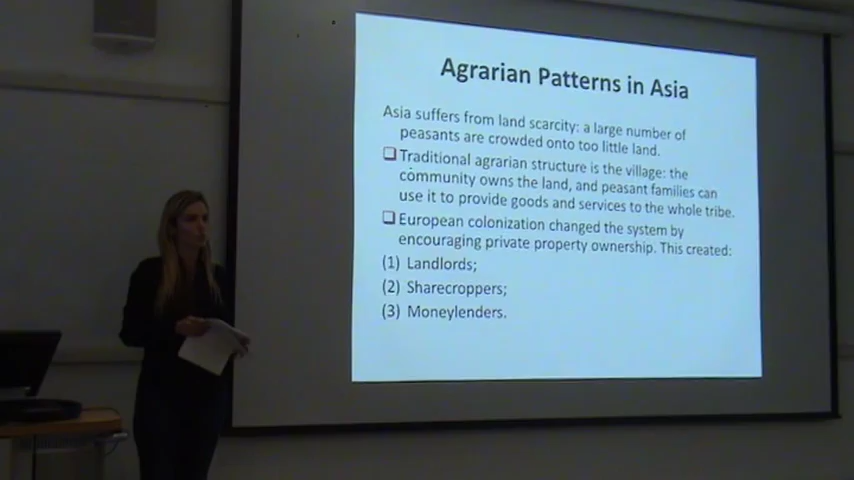 Agrarian Patterns in Asia
Asia suffers from land scarcity: a large number of
peasants are crowded onto too little land.
❑Traditional agrarian structure is the village: the
community owns the land, and peasant families can
use it to provide goods and services to the whole tribe.
❑European colonization changed the system by
encouraging private property ownership. This created:
(1) Landlords;
(2) Sharecroppers;
(3) Moneylenders.